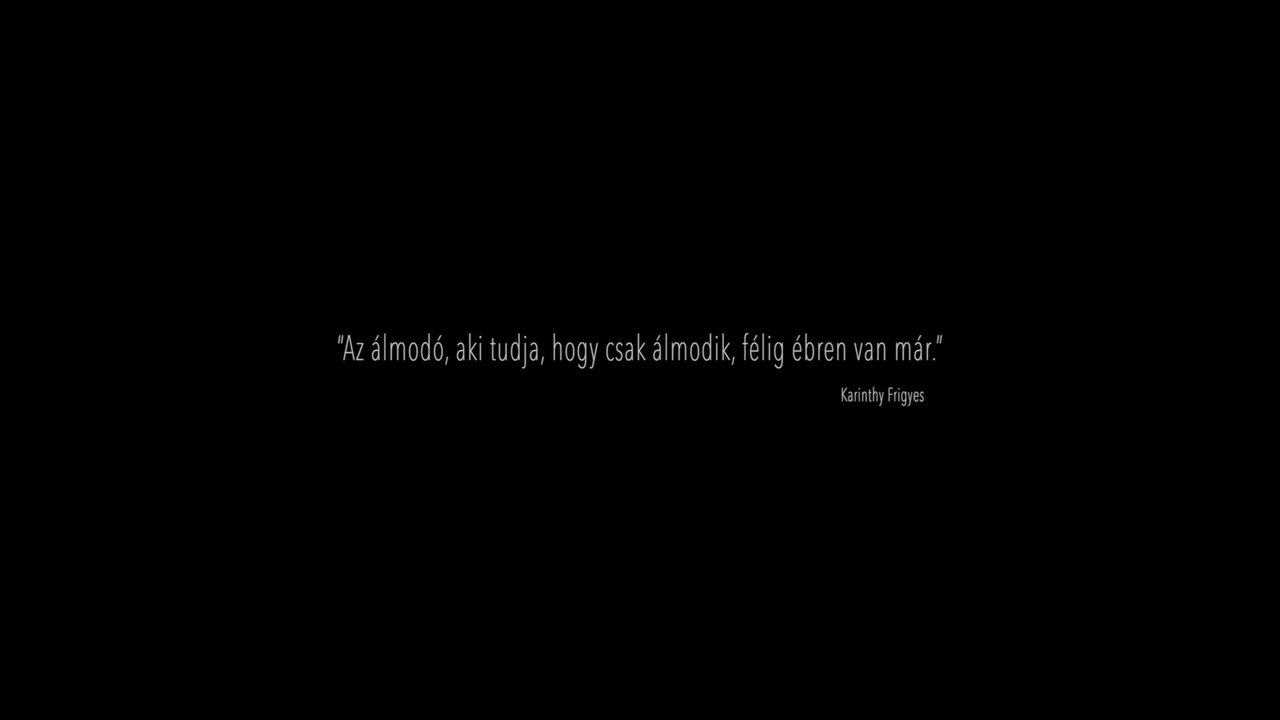 “Az álmodó, aki tudja, hogy csak álmodik, félig ébren van már.”
Karinthy Frigyes